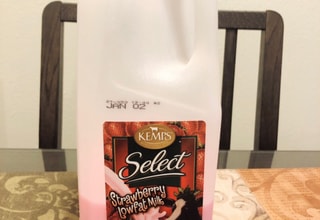 JAN 02
KEMPS
Select
Strawberry
Lowfat Milk